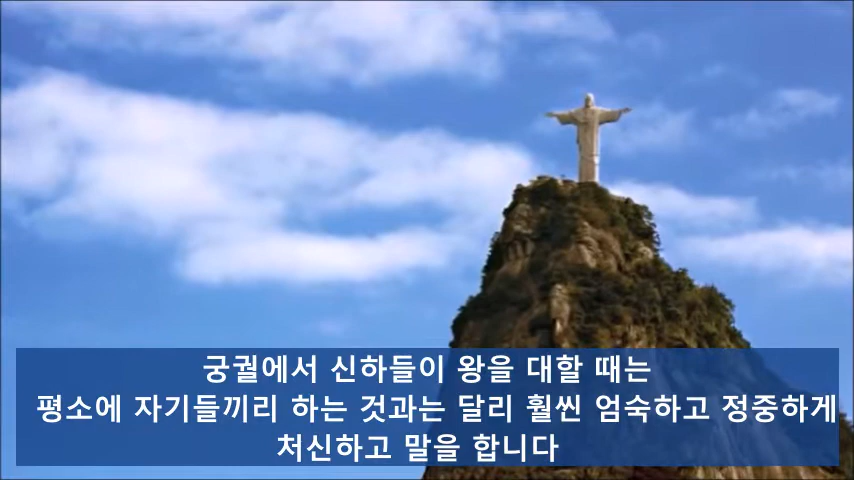 궁궐에서 신하들이 왕을 대할 때는
평소에 자기들끼리 하는 것과는 달리 훨씬 엄숙하고 정중하게
처신하고 말을 합니다